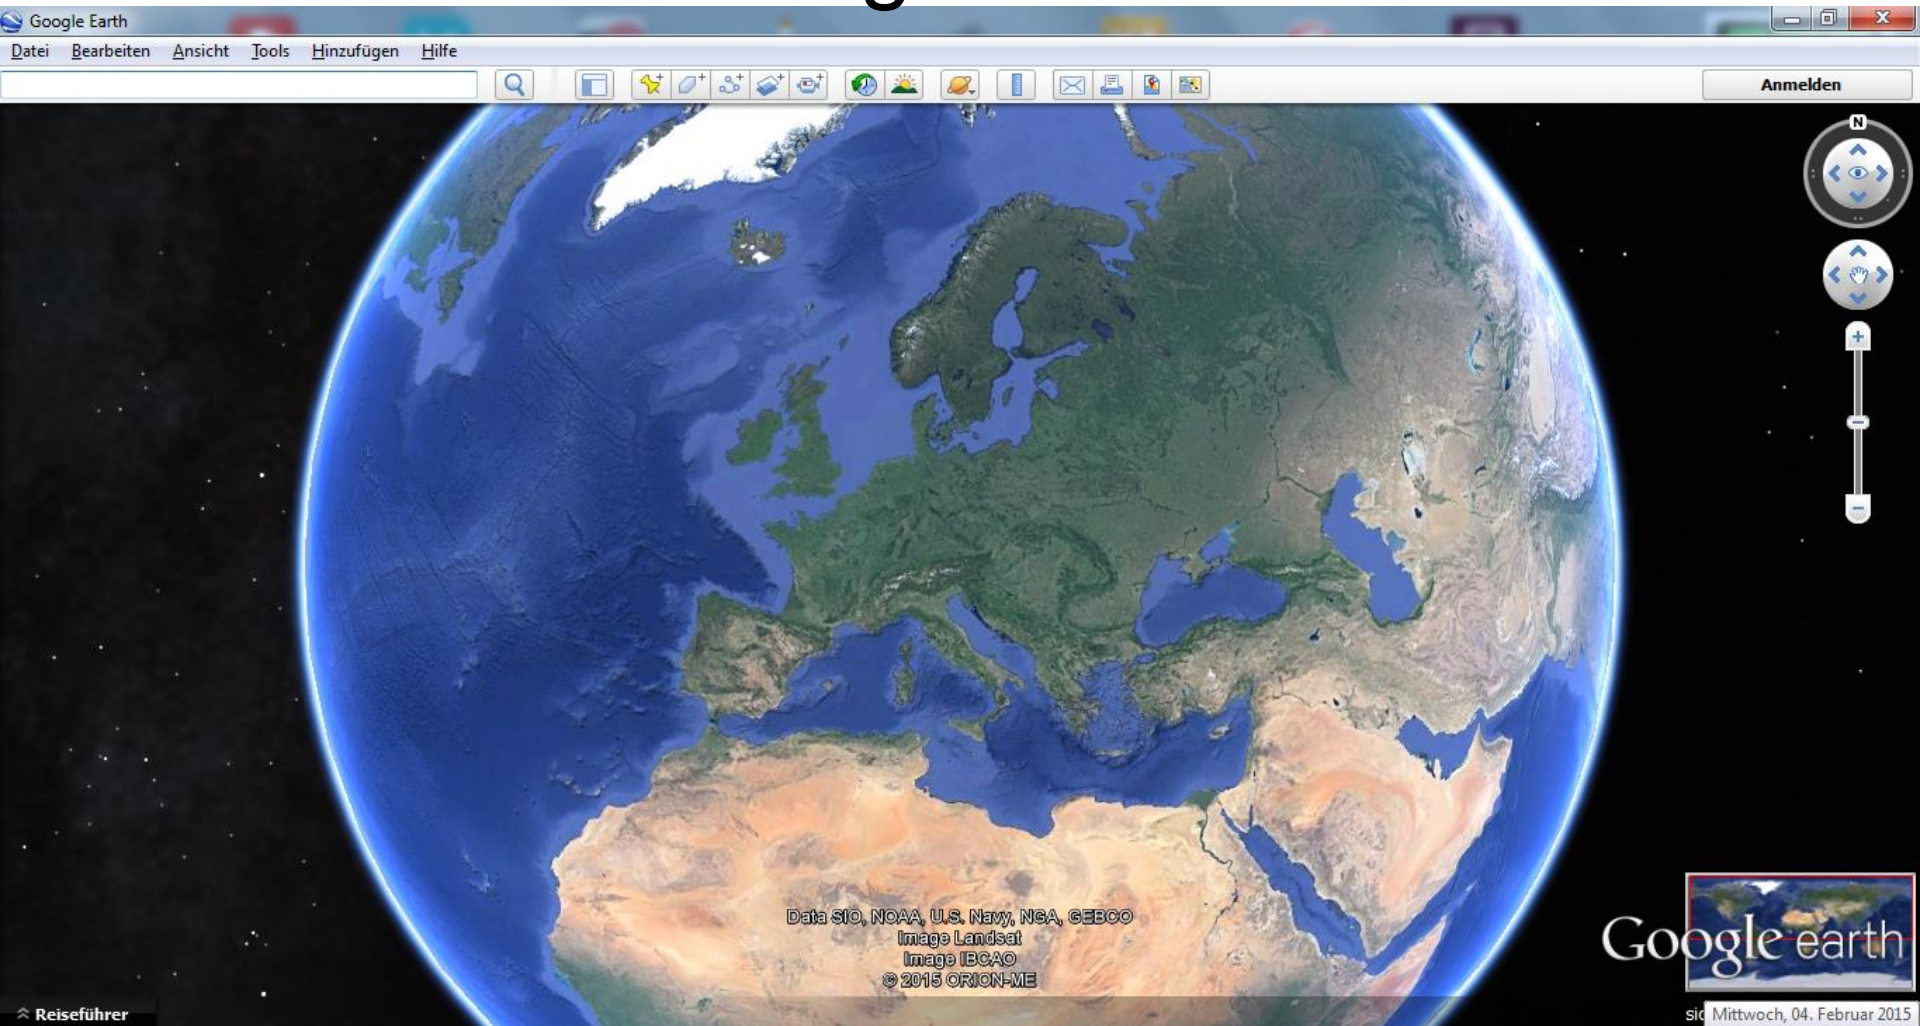 Google Earth
Datei Bearbeiten Ansicht Tools Hinzufügen Hilfe
Anmelden
N
Data SIO, NOAA, U.S. Navy, NGA, GEBCO
Image Landsat
Image IBCAO
© 2015 ORION-ME
Google earth
Reiseführer
Mittwoch, 04. Februar 2015